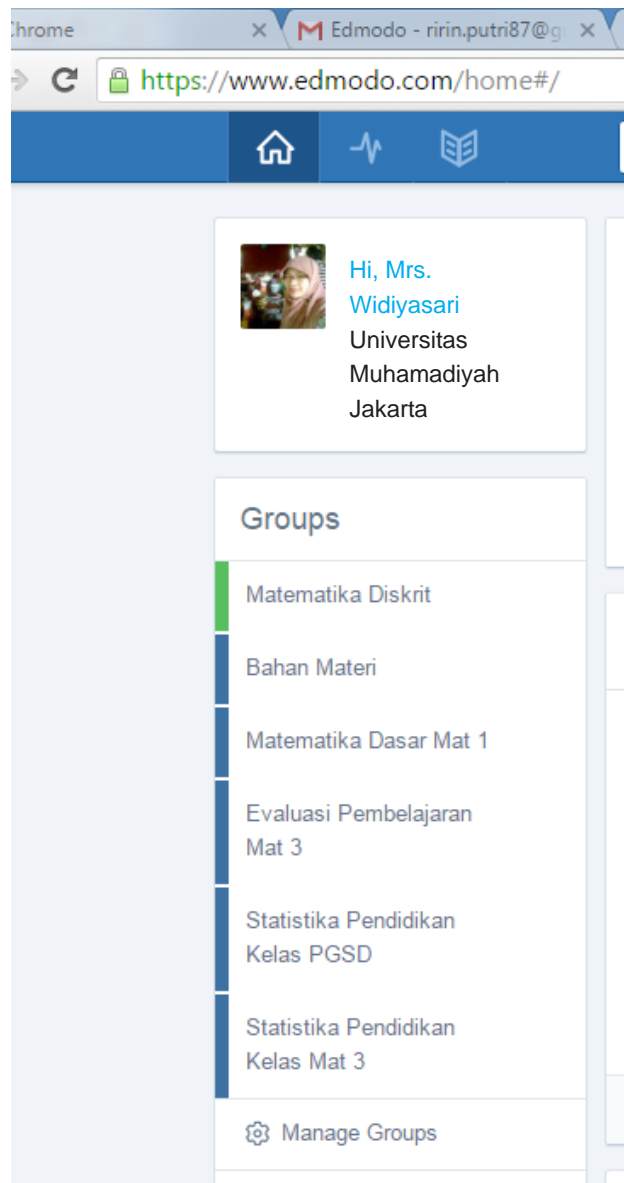 Chrome
Edmodo - ririn.putri87@g
https://www.edmodo.com/home#/
Hi, Mrs.
Widiyasari
Universitas
Muhamadiyah
Jakarta
Groups
Matematika Diskrit
Bahan Materi
Matematika Dasar Mat 1
Evaluasi Pembelajaran
Mat 3
Statistika Pendidikan
Kelas PGSD
Statistika Pendidikan
Kelas Mat 3
Manage Groups